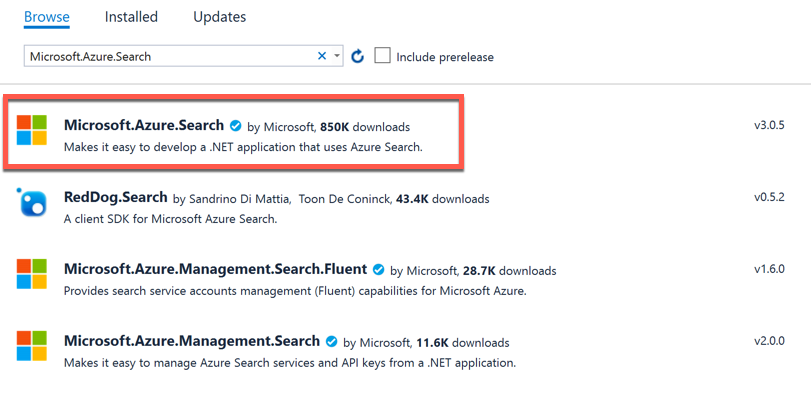 Browse Installed Updates
Microsoft.Azure.Search
Include prerelease
Microsoft.Azure.Search by Microsoft, 850K downloads v3.0.5
Makes it easy to develop a .NET application that uses Azure Search.
RedDog.Search by Sandrino Di Mattia, Toon De Coninck, 43.4K downloads v0.5.2
A client SDK for Microsoft Azure Search.
Microsoft.Azure.Management.Search.Fluent by Microsoft, 28.7K downloads v1.6.0
Provides search service accounts management (Fluent) capabilities for Microsoft Azure.
Microsoft.Azure.Management.Search by Microsoft, 11.6K downloads v2.0.0
Makes it easy to manage Azure Search services and API keys from a .NET application.